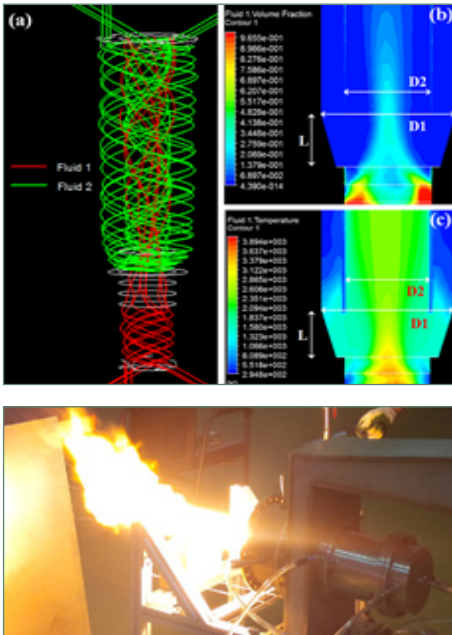 (a)
Fluid 1
Fluid 2
Fluid 1.Volume Fraction
Contour 1
9.655e-001
8.966e-001
8.276e-001
7.586e-001
6.897e-001
6.207e-001
5.517e-001
4.828e-001
4.138e-001
3.448e-001
2.759e-001
2.069e-001
1.379e-001
6.897e-002
4.390e-014
(b)
D2
D1
L
Fluid 1.Temperature
Contour 1
3.894e+003
3.637e+003
3.379e+003
3.122e+003
2.865e+003
2.608e+003
2.351e+003
2.094e+003
1.837e+003
1.580e+003
1.323e+003
1.066e+003
8.089e+002
5.518e+002
2.948e+002
(c)
D2
D1
L